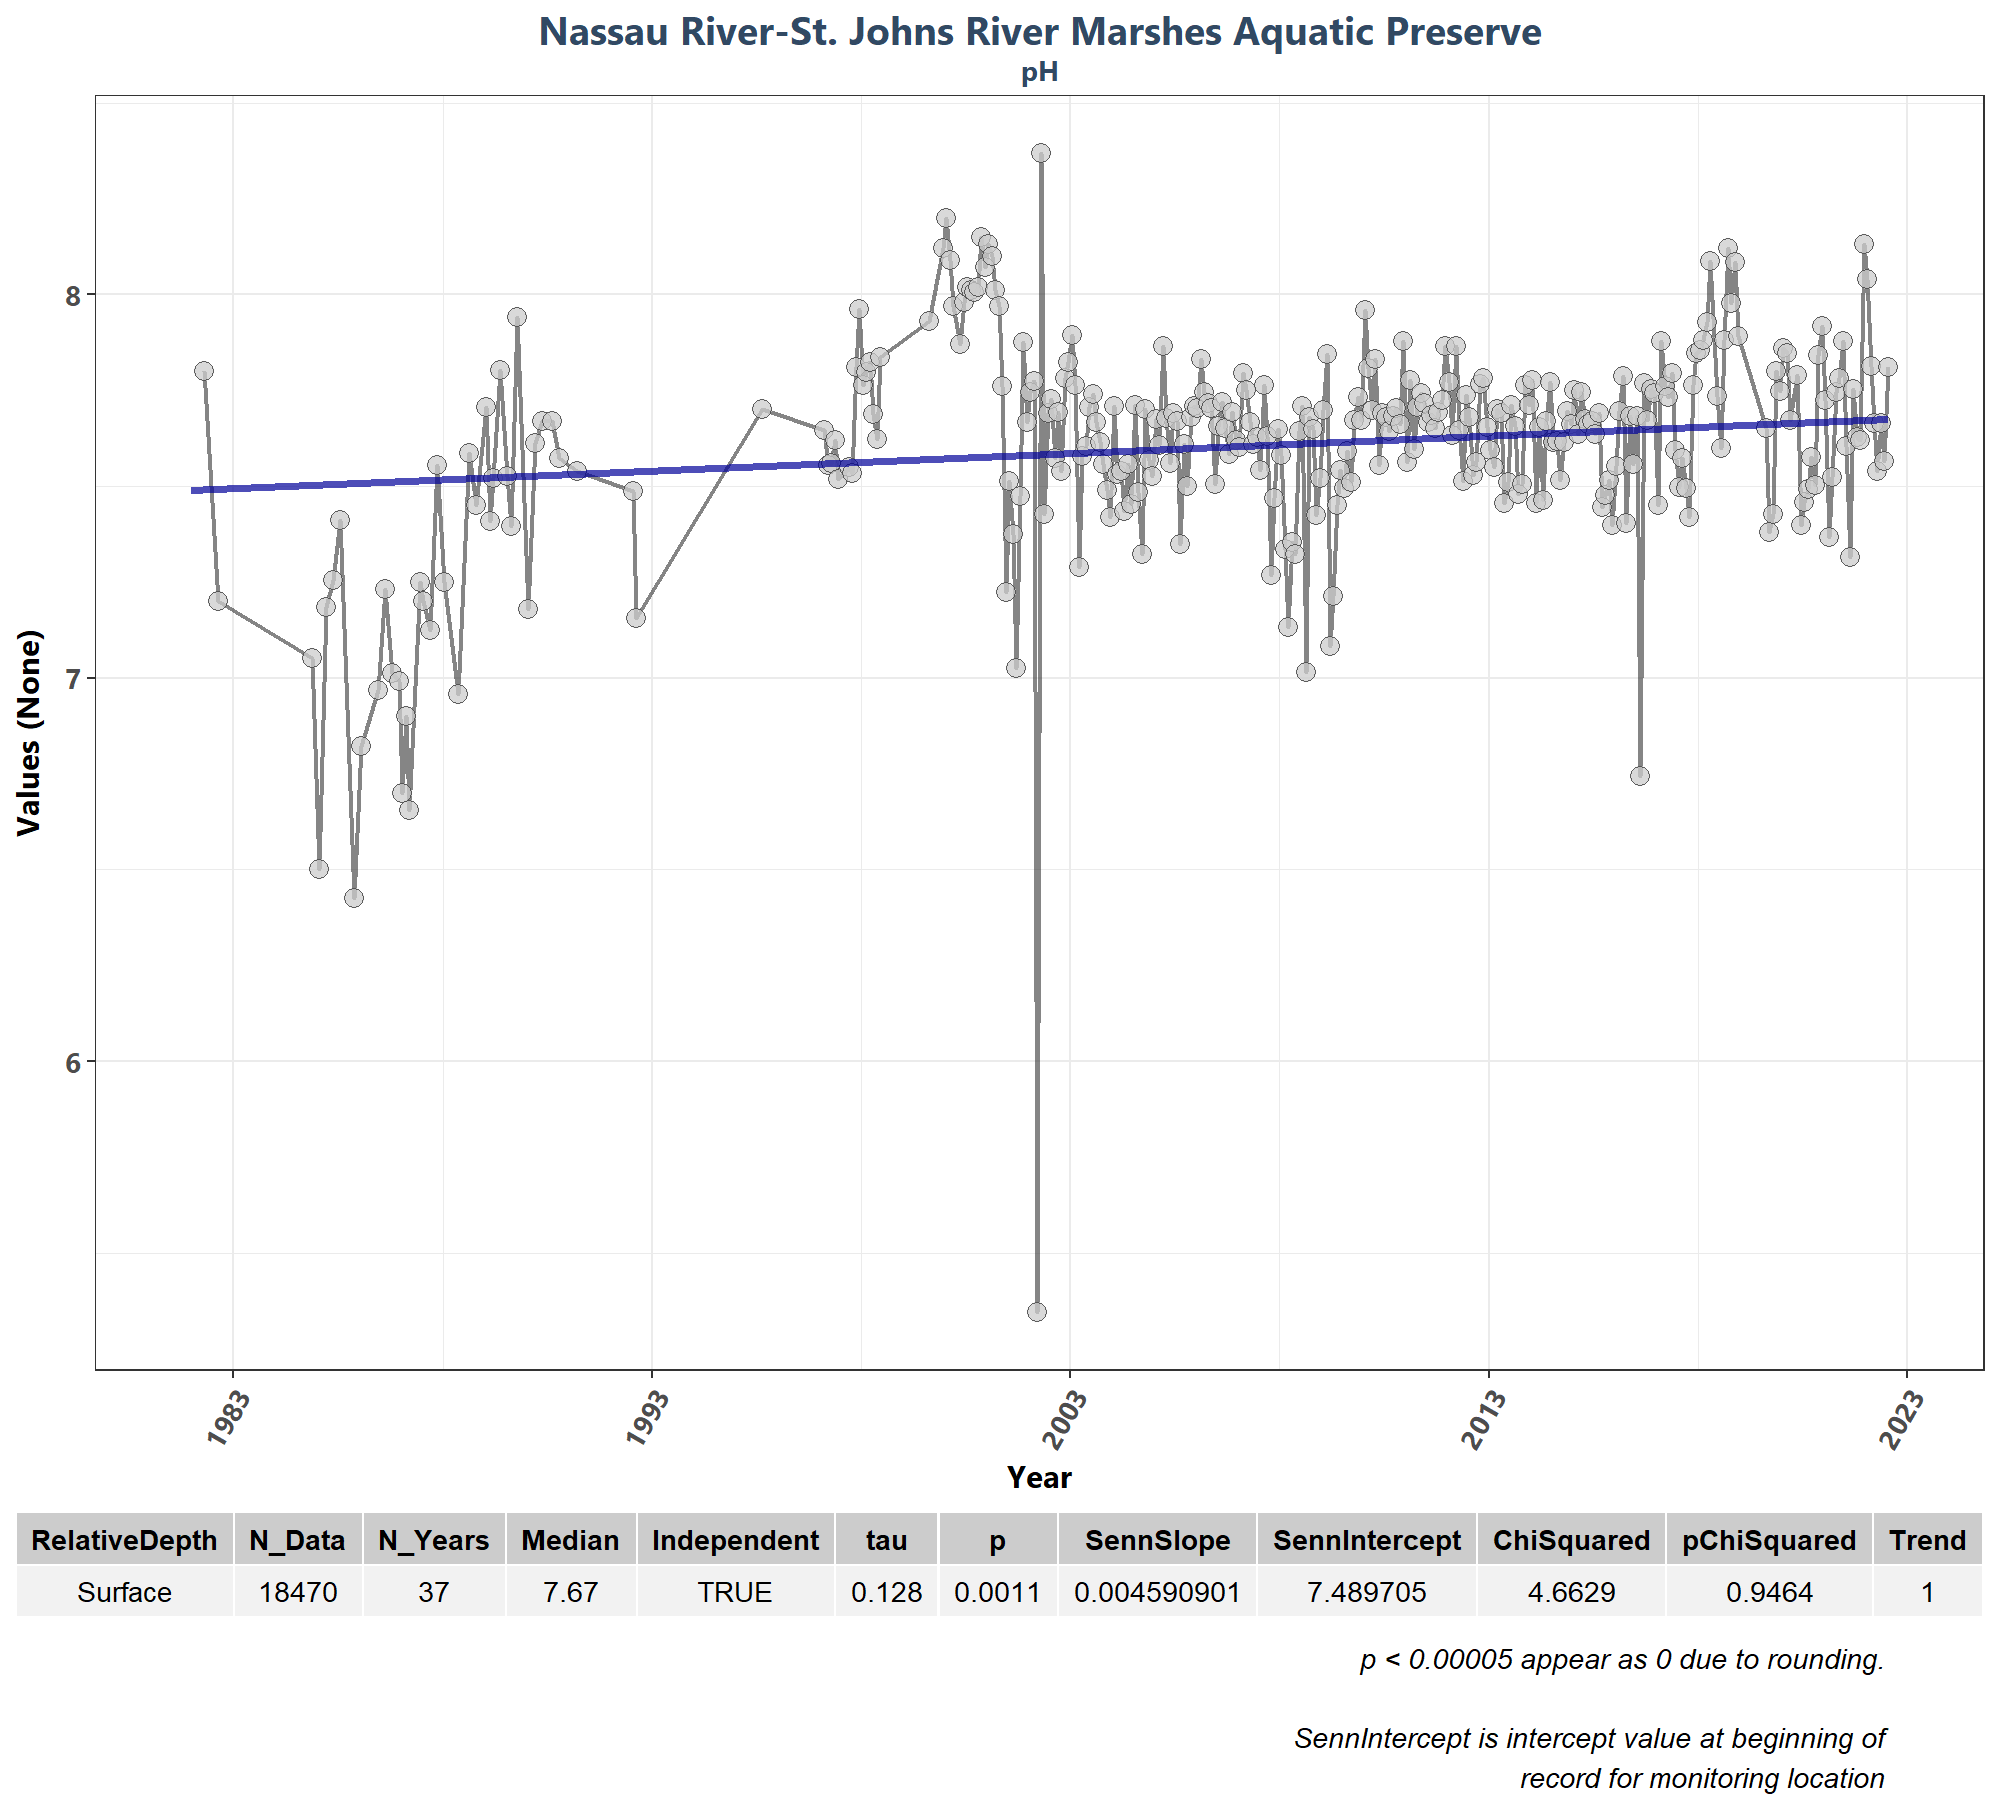 Nassau River-St. Johns River Marshes Aquatic Preserve
pH
Values (None)
8
7
6
1983
1993
2003
2013
2023
Year
RelativeDepth N_Data N_Years Median Independent tau p SennSlope SennIntercept ChiSquared pChiSquared Trend
Surface 18470 37 7.67 TRUE 0.128 0.0011 0.004590901 7.489705 4.6629 0.9464 1
p < 0.00005 appear as 0 due to rounding.
SennIntercept is intercept value at beginning of
record for monitoring location